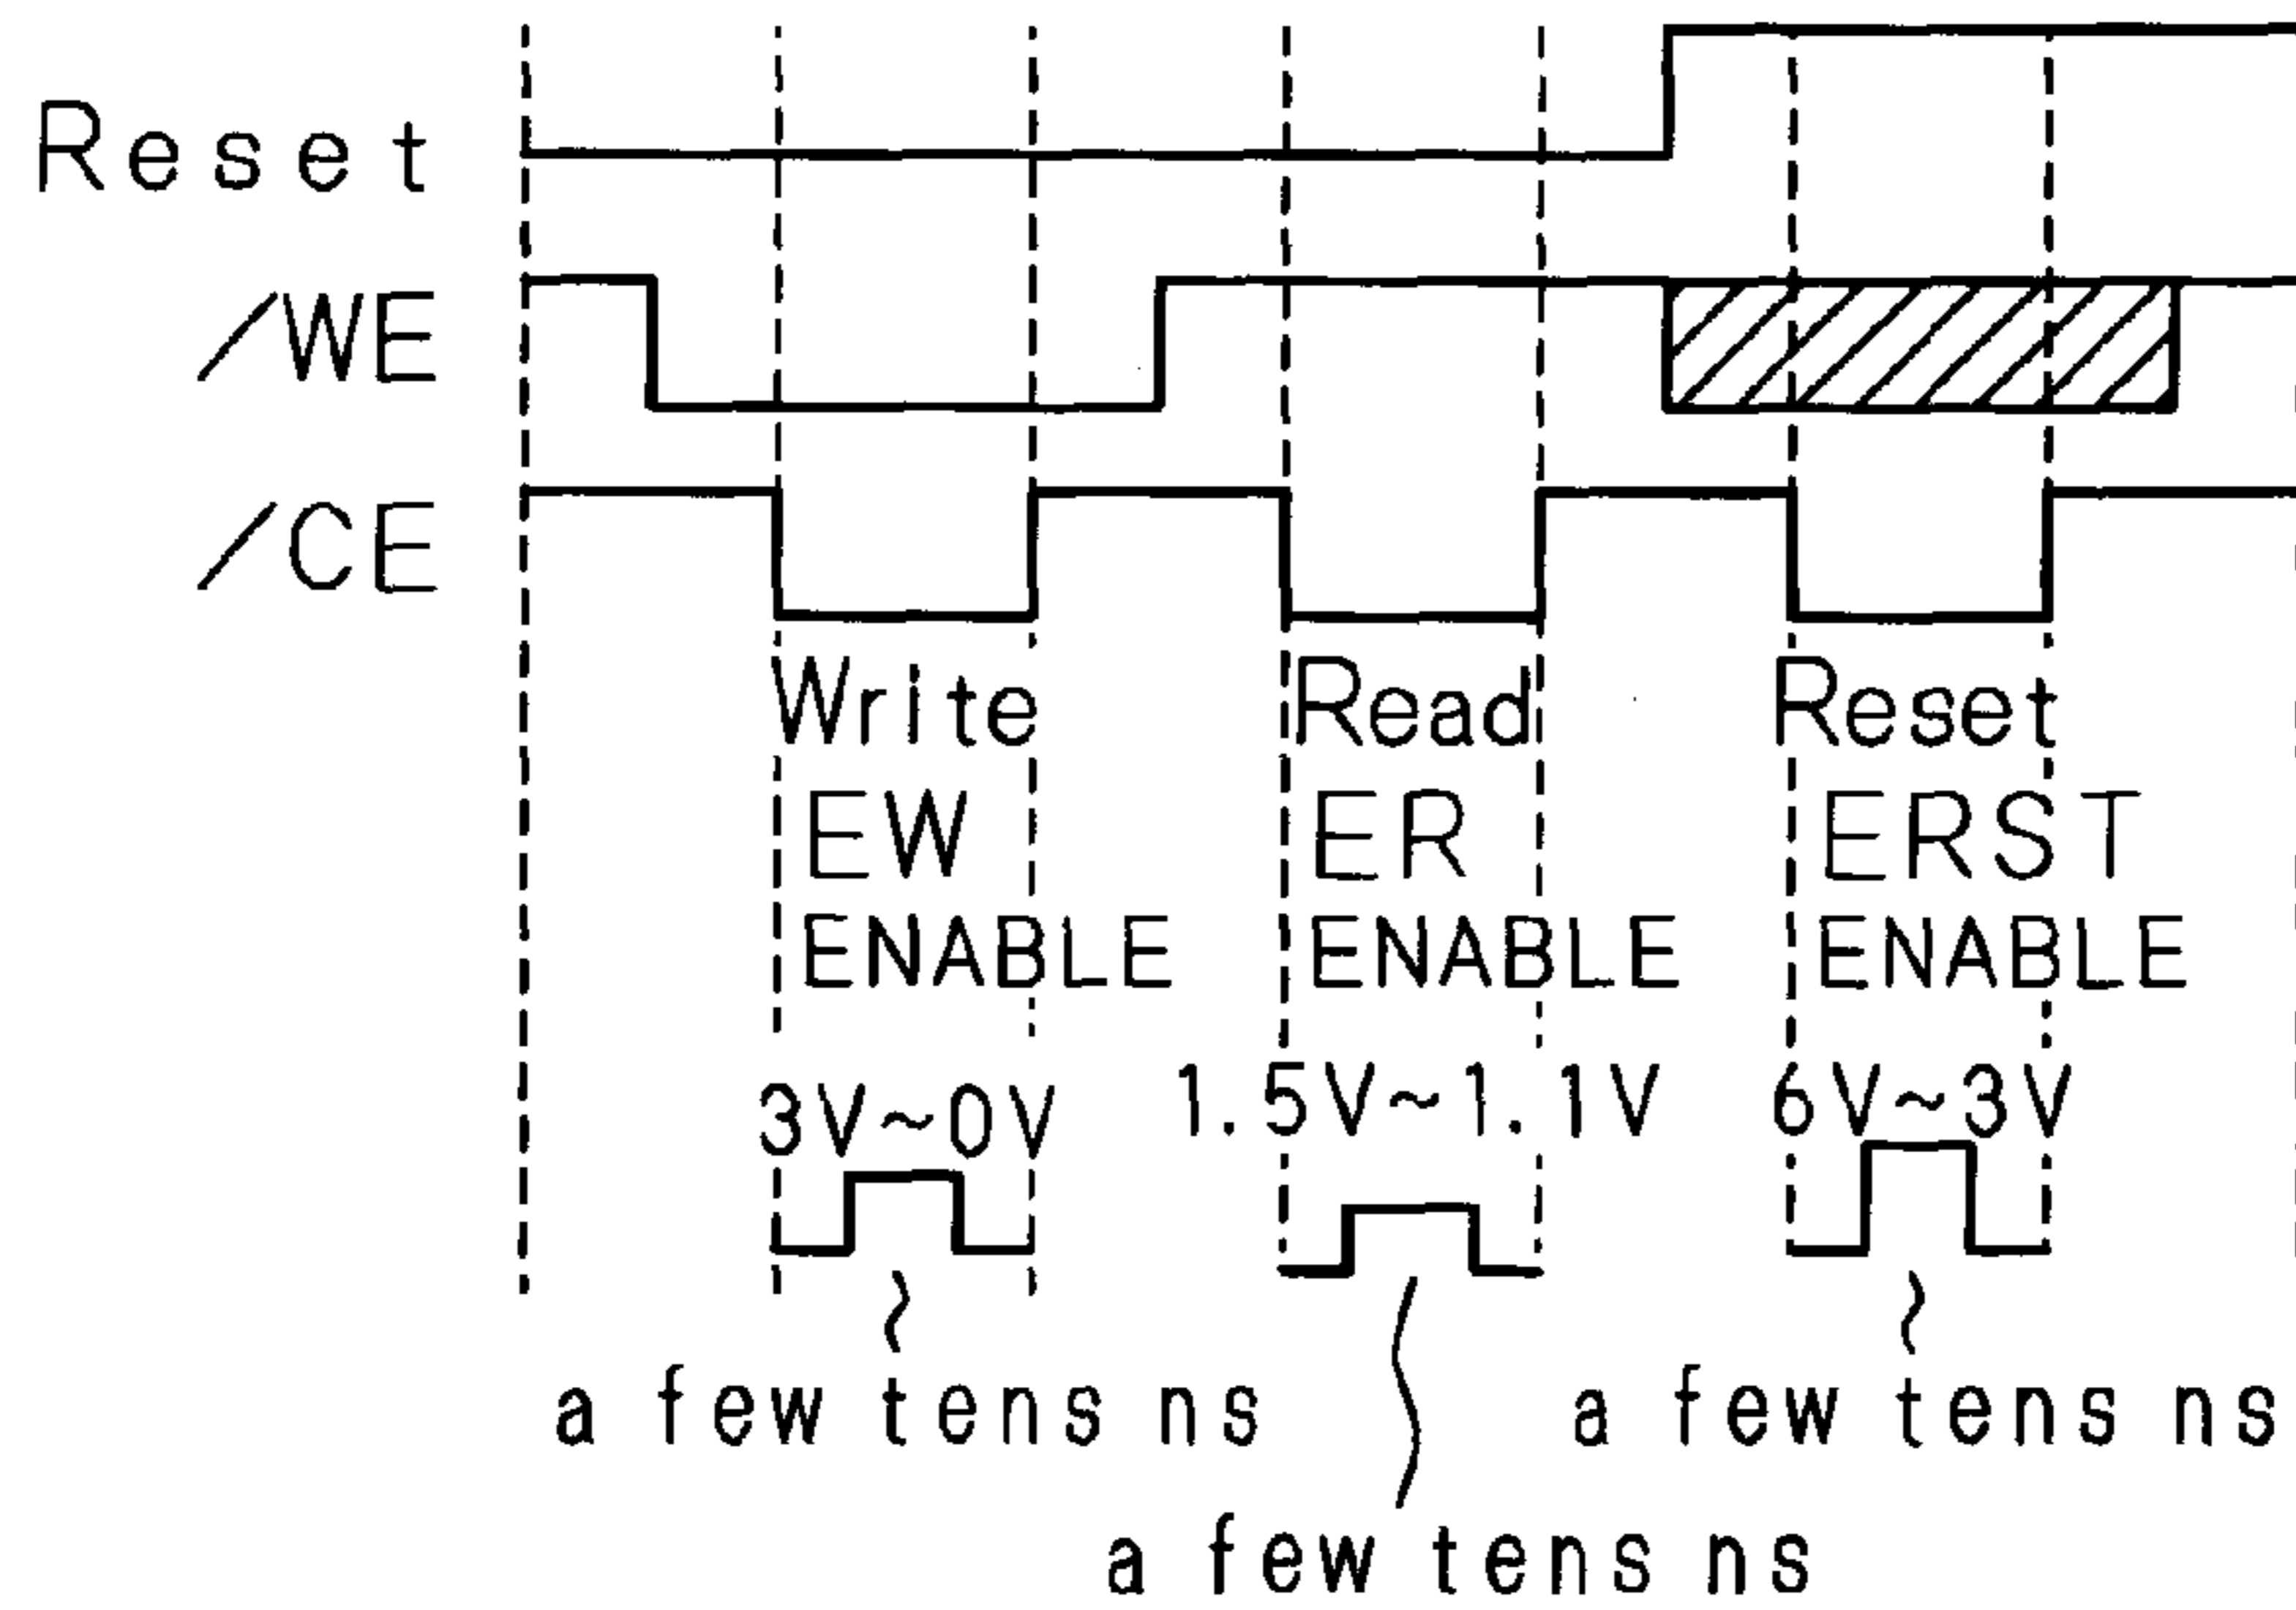 Reset
/WE
/CE
Write Read Reset
EW ER ERST
ENABLE ENABLE ENABLE
3V~0V 1.5V~1.1V 6V~3V
a few tens ns a few tens ns
a few tens ns